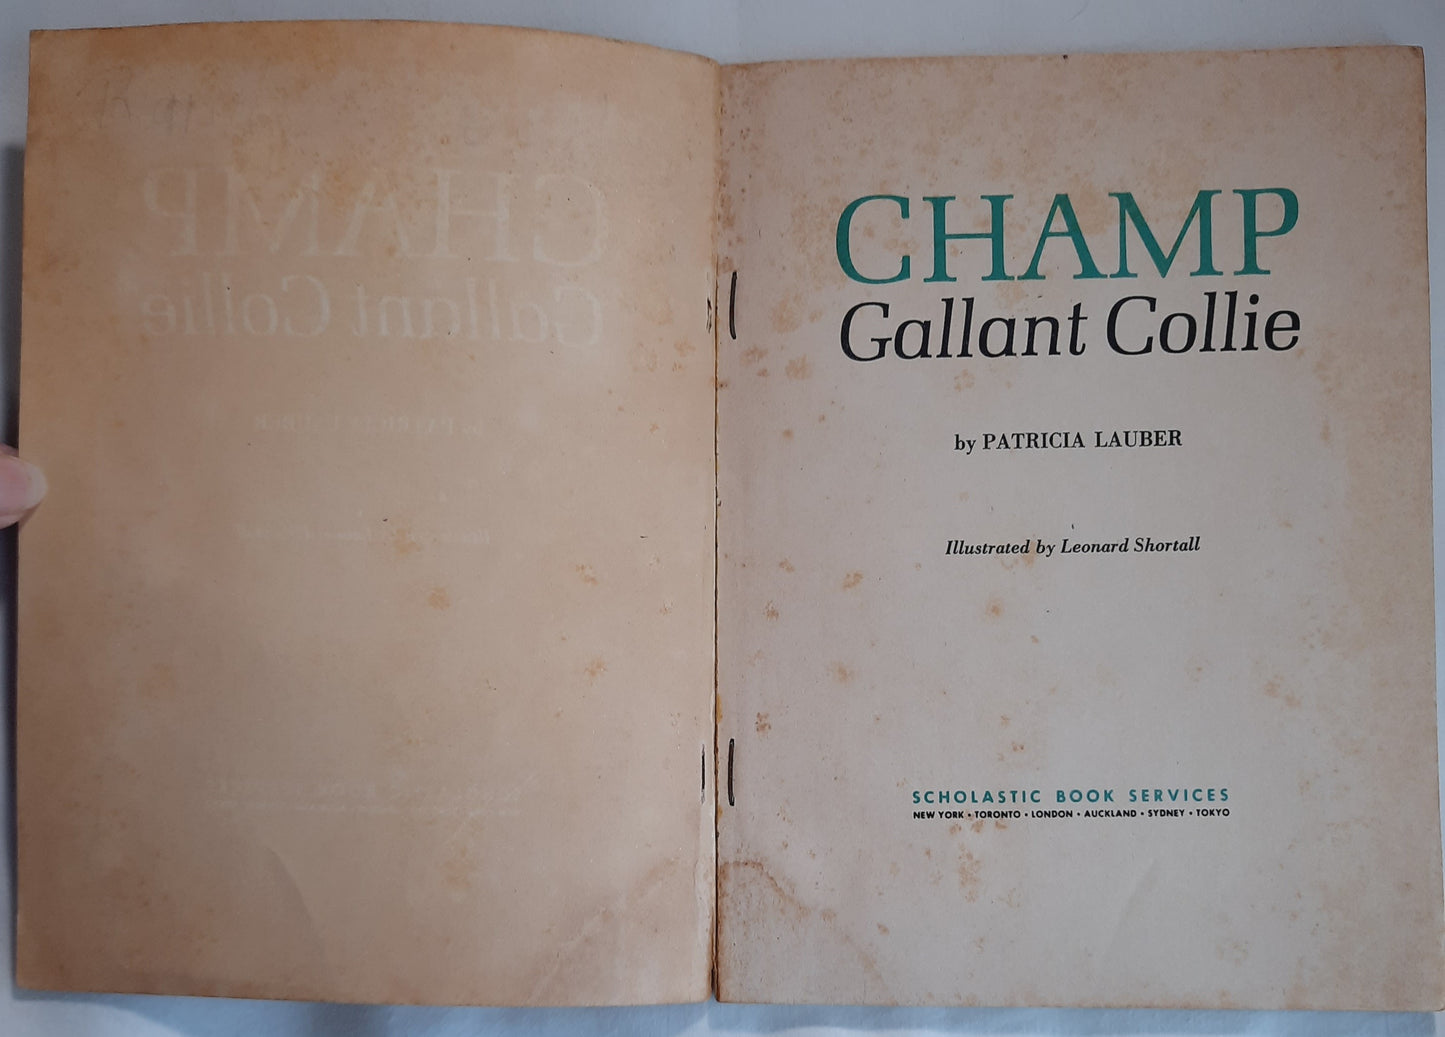 CHAMP
Gallant Collie
by PATRICIA LAUBER
Illustrated by Leonard Shortall
SCHOLASTIC BOOK SERVICES
NEW YORK • TORONTO • LONDON • AUCKLAND • SYDNEY • TOKYO